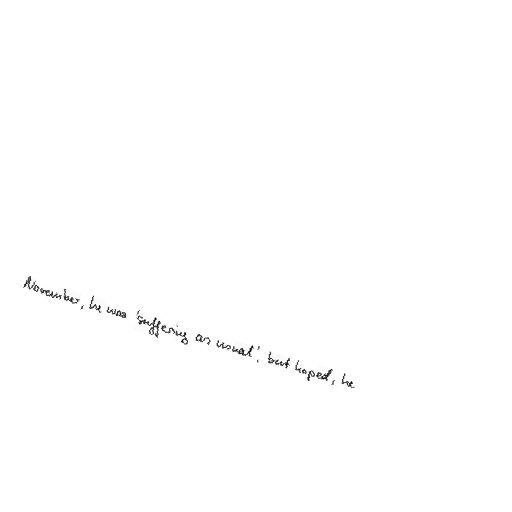 November, he was 'suffering as usual', but hoped, he